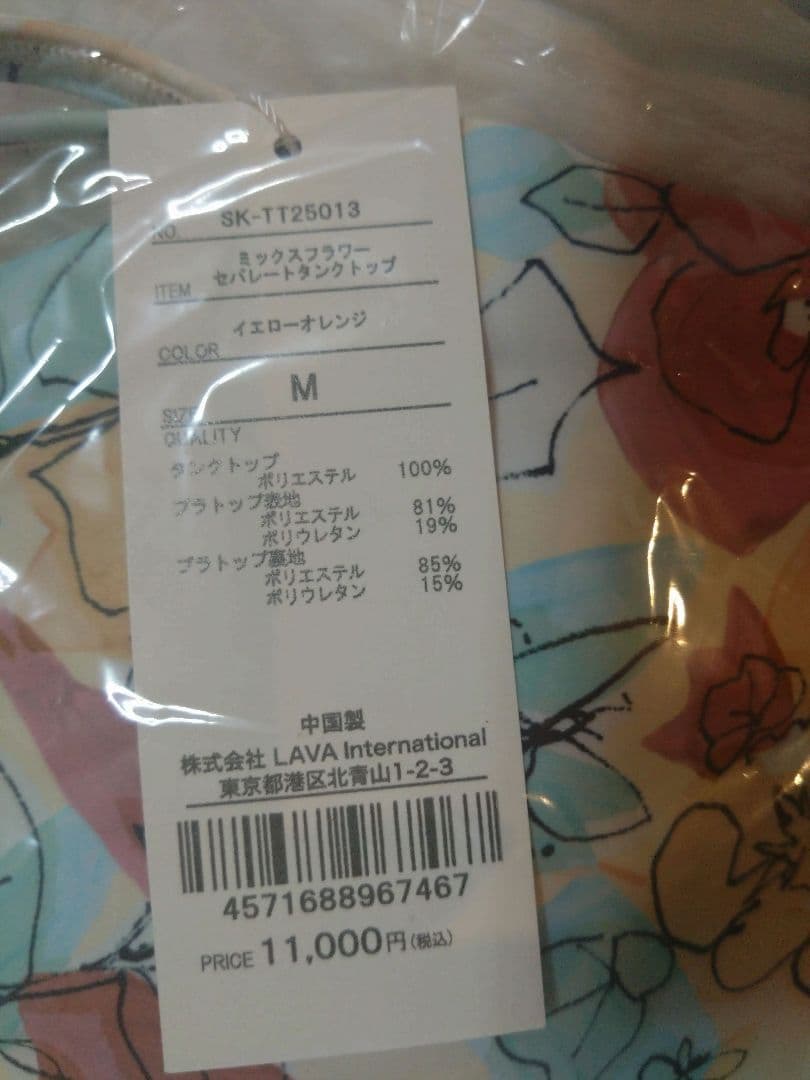 NO. SK-TT25013
ミックスフラワー
セパレートタンクトップ
ITEM
イエローオレンジ
COLOR
M
SIZE
QUALITY
タンクトップ
ポリエステル 100%
ブラトップ表地
ポリエステル 81%
ポリウレタン 19%
ブラトップ裏地
ポリエステル 85%
ポリウレタン 15%
中国製
株式会社 LAVA International
東京都港区北青山1-2-3
4571688967467
PRICE 11,000円(税込)